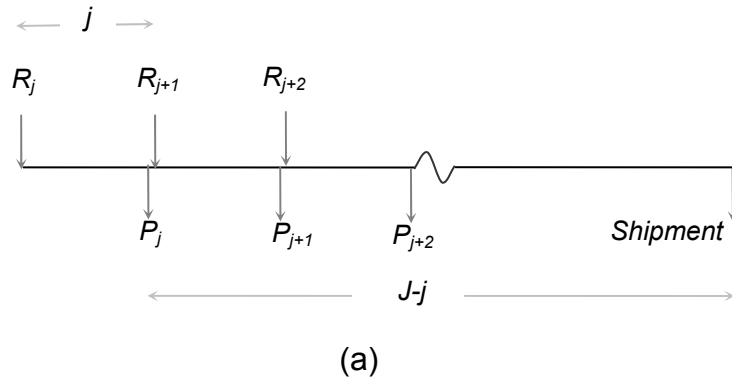 j
R_j R_{j+1} R_{j+2}
P_j P_{j+1} P_{j+2} Shipment
J-j
(a)